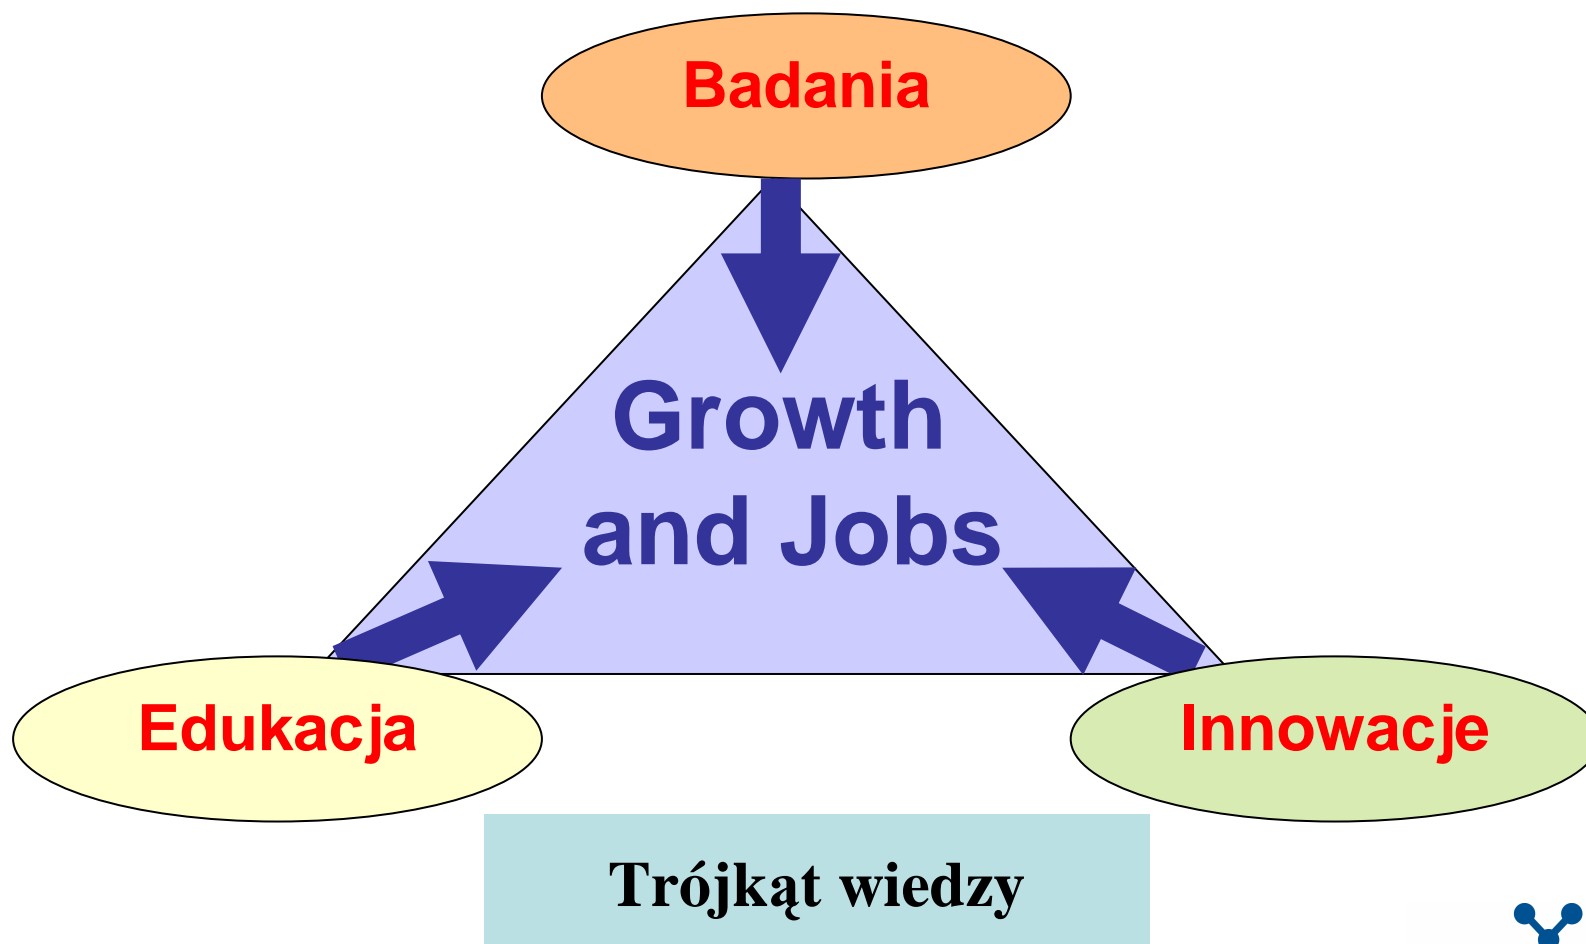 Badania
Growth
and Jobs
Edukacja
Innowacje
Trójkąt wiedzy